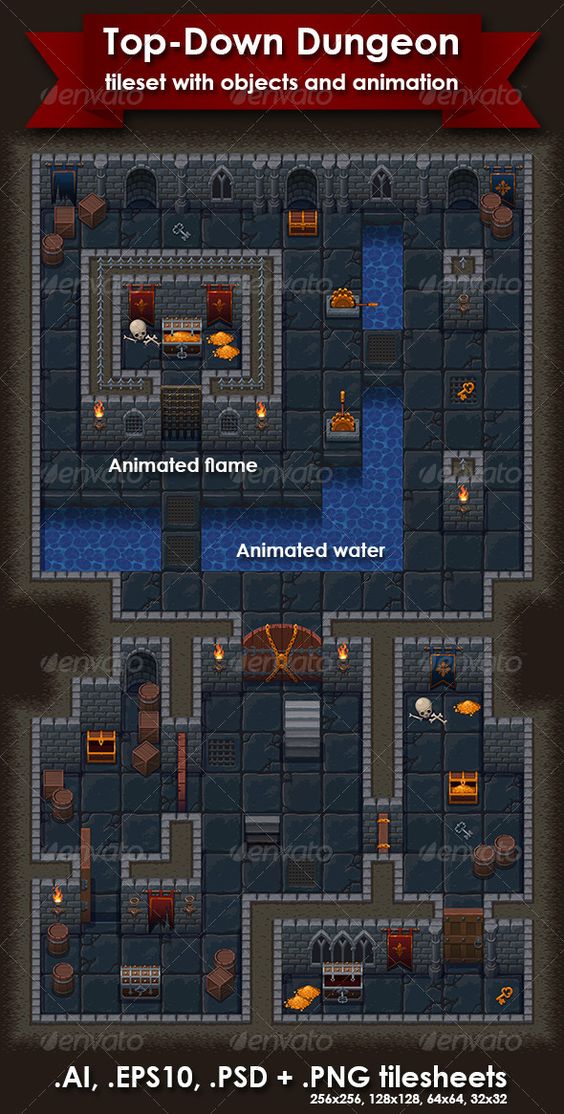 Top-Down Dungeon
tileset with objects and animation
Animated flame
Animated water
.AI, .EPS10, .PSD + .PNG tilesheets
256x256, 128x128, 64x64, 32x32
envato